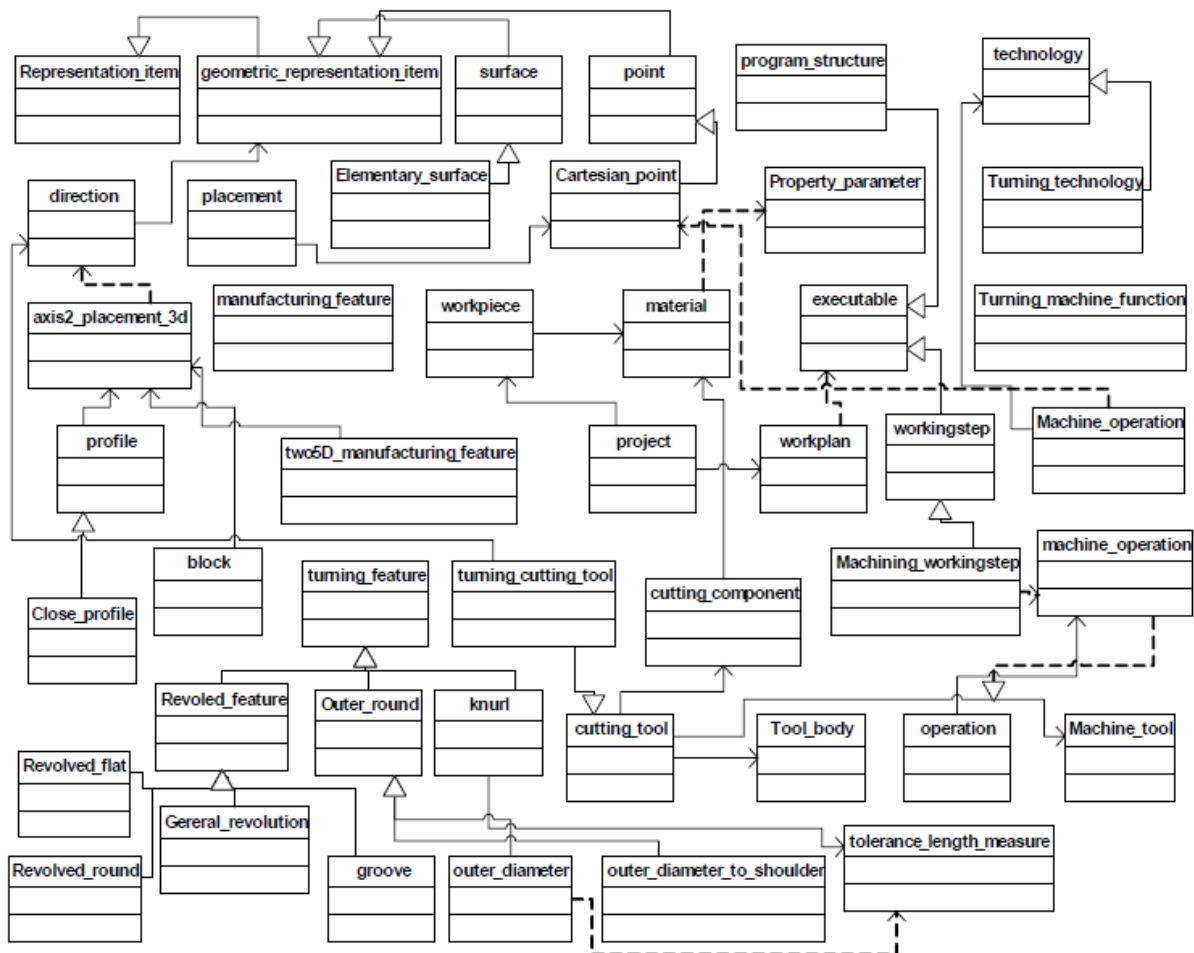 Representation_item
geometric_representation_item
surface
point
program_structure
technology
Elementary_surface
Cartesian_point
Property_parameter
Turning_technology
direction
placement
axis2_placement_3d
manufacturing_feature
workpiece
material
executable
Turning_machine_function
profile
two5D_manufacturing_feature
project
workplan
workingstep
Machine_operation
Close_profile
block
turning_feature
turning_cutting_tool
cutting_component
Machining_workingstep
machine_operation
Revoled_feature
Outer_round
knurl
cutting_tool
Tool_body
operation
Machine_tool
Revolved_flat
Gereral_revolution
tolerance_length_measure
Revolved_round
groove
outer_diameter
outer_diameter_to_shoulder